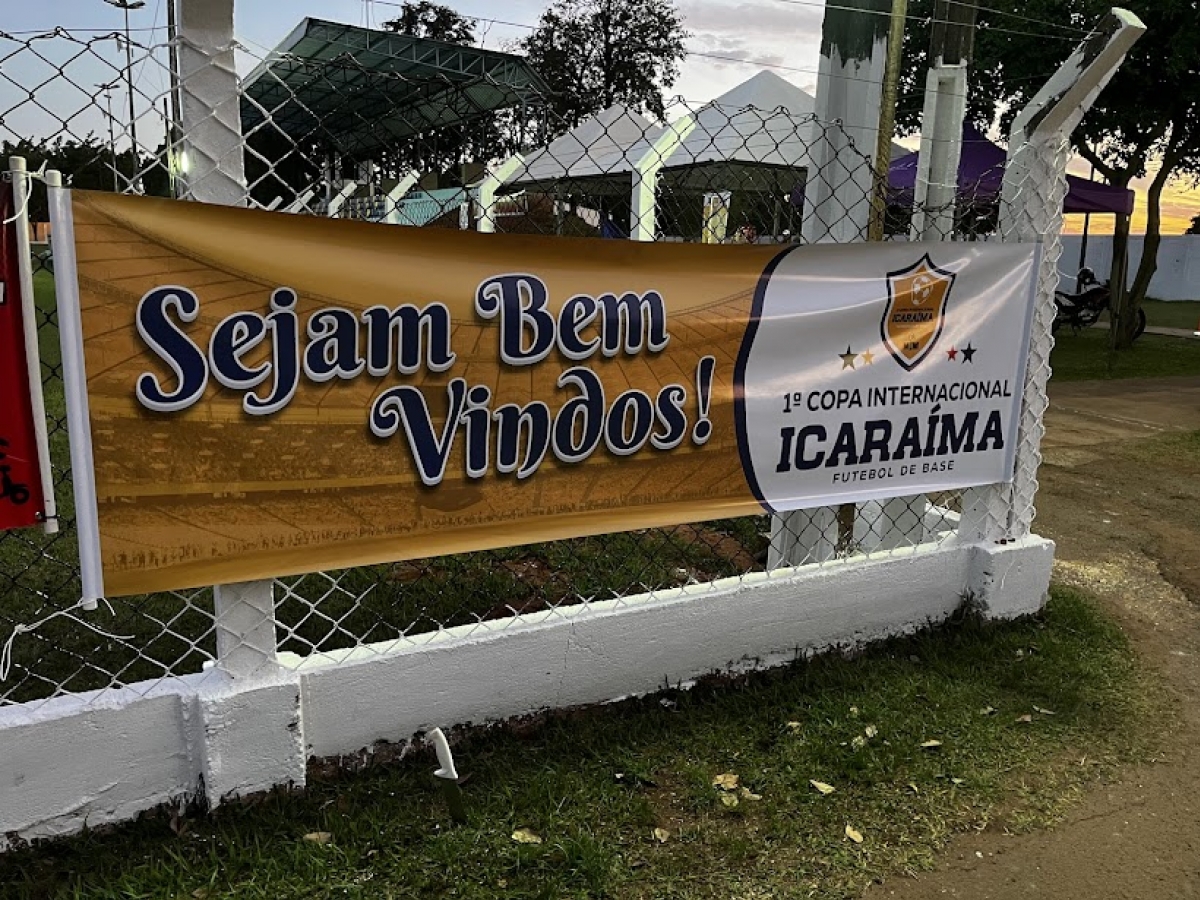 Sejam Bem
Vindos!
ICARAÍMA
1º COPA INTERNACIONAL
ICARAÍMA
FUTEBOL DE BASE